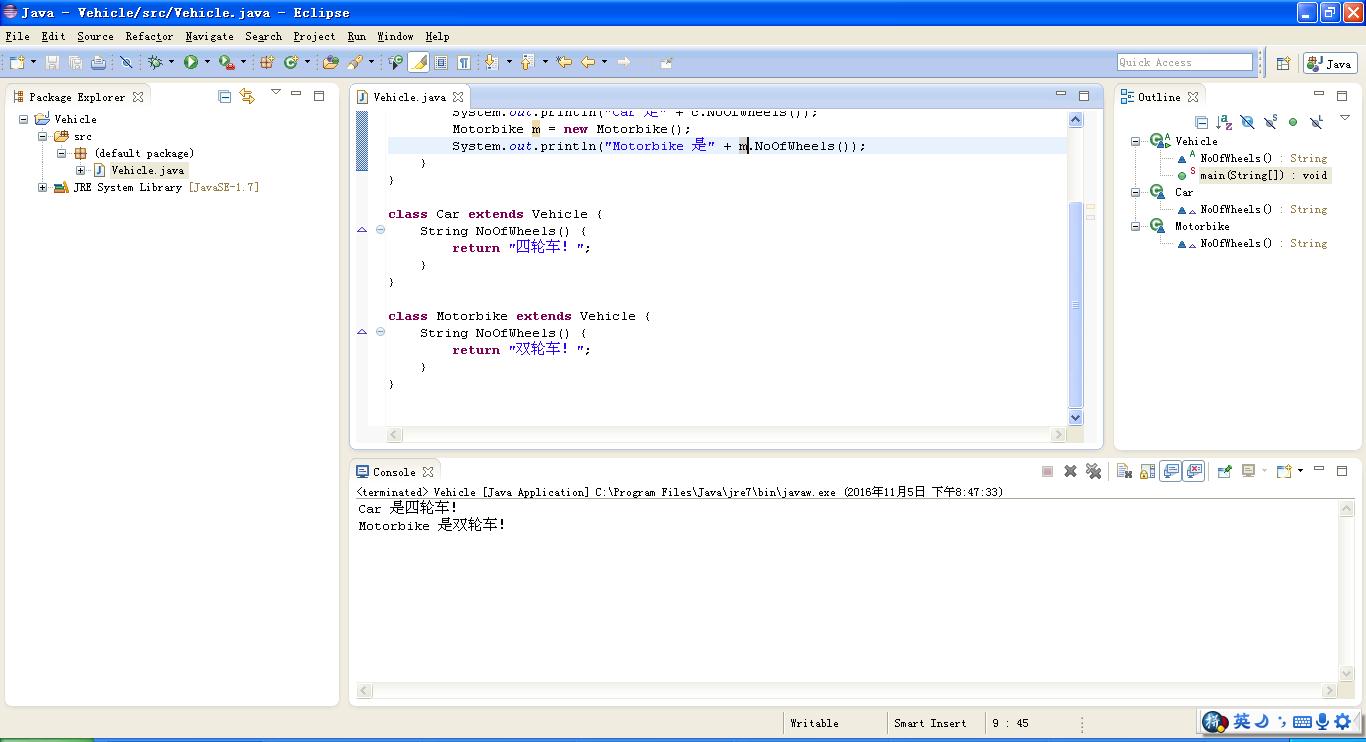 Java - Vehicle/src/Vehicle.java - Eclipse
File Edit Source Refactor Navigate Search Project Run Window Help
Quick Access
Java
Package Explorer
Vehicle
src
(default package)
Vehicle.java
JRE System Library [JavaSE-1.7]
Vehicle.java
System.out.println("Car 是" + c.NoOfWheels());
Motorbike m = new Motorbike();
System.out.println("Motorbike 是" + m.NoOfWheels());
}
}
class Car extends Vehicle {
String NoOfWheels() {
return "四轮车！";
}
}
class Motorbike extends Vehicle {
String NoOfWheels() {
return "双轮车！";
}
}
Outline
Vehicle
NoOfWheels() : String
main(String[]) : void
Car
NoOfWheels() : String
Motorbike
NoOfWheels() : String
Console
<terminated> Vehicle [Java Application] C:\Program Files\Java\jre7\bin\javaw.exe (2016年11月5日 下午8:47:33)
Car 是四轮车！
Motorbike 是双轮车！
Writable
Smart Insert
9 : 45
英